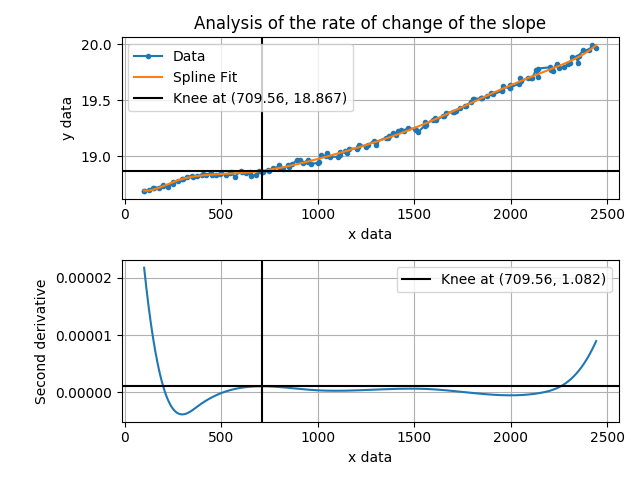 Analysis of the rate of change of the slope
20.0
19.5
19.0
y data
Data
Spline Fit
Knee at (709.56, 18.867)
0 500 1000 1500 2000 2500
x data
0.00002
0.00001
0.00000
Second derivative
Knee at (709.56, 1.082)
0 500 1000 1500 2000 2500
x data